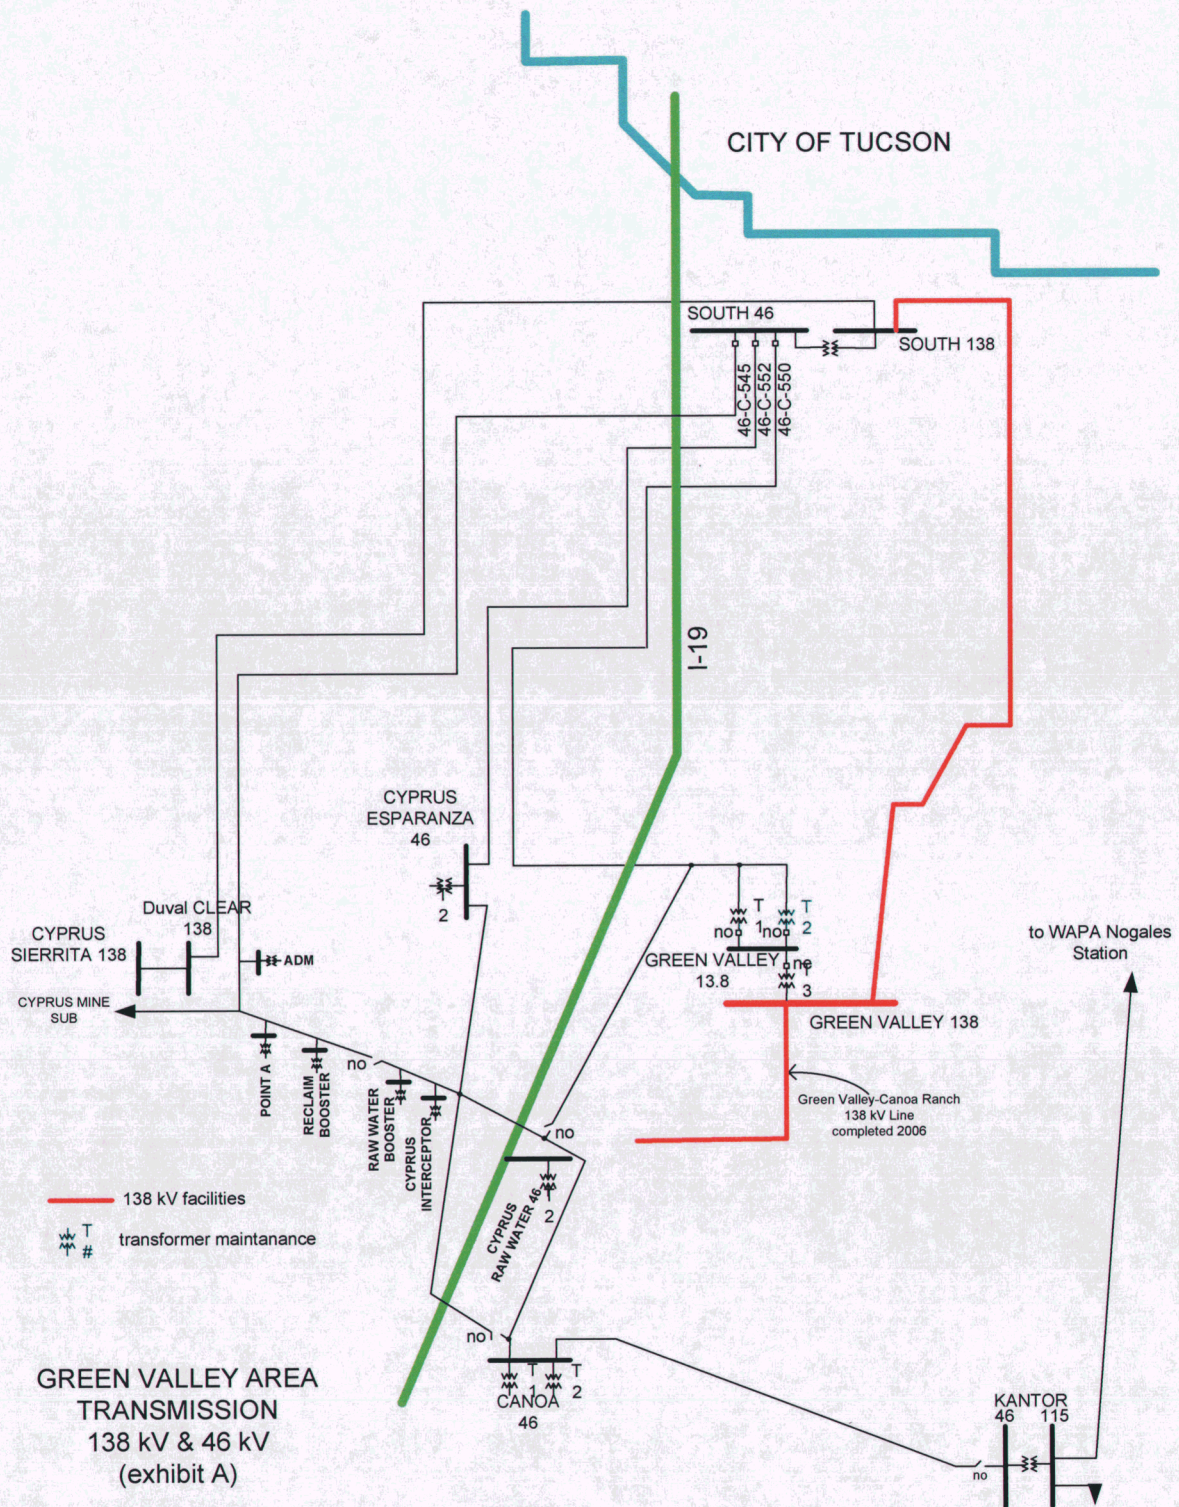 CITY OF TUCSON
SOUTH 46
SOUTH 138
46-C-545
46-C-552
46-C-550
I-19
CYPRUS
ESPARANZA
46
2
Duval CLEAR
138
CYPRUS
SIERRITA 138
ADM
CYPRUS MINE
SUB
POINT A
RECLAIM
BOOSTER
no
RAW WATER
BOOSTER
CYPRUS
INTERCEPTOR
no
CYPRUS
RAW WATER 46
2
T
1
T
2
no
no
GREEN VALLEY
13.8
no
T
3
GREEN VALLEY 138
to WAPA Nogales
Station
Green Valley-Canoa Ranch
138 kV Line
completed 2006
138 kV facilities
T
#
transformer maintanance
no
T
1
T
2
CANOA
46
KANTOR
46
115
no
GREEN VALLEY AREA
TRANSMISSION
138 kV & 46 kV
(exhibit A)